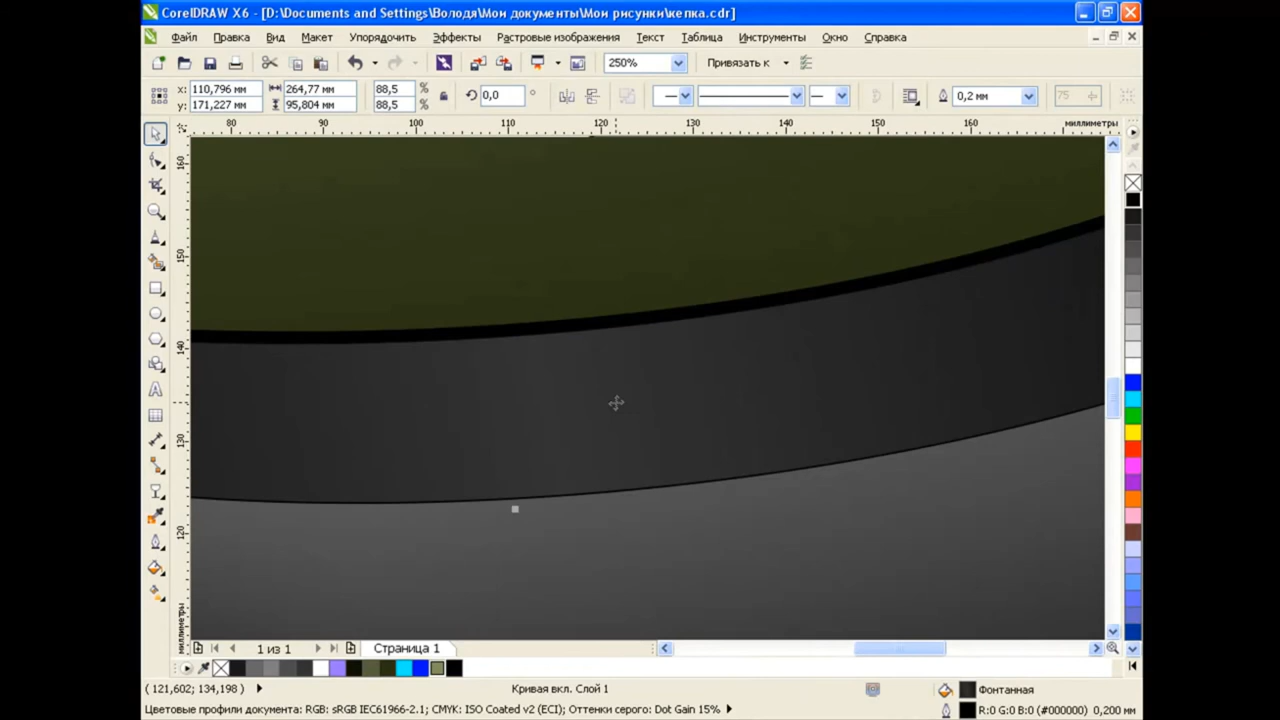 CorelDRAW X6 - [D:\Documents and Settings\Володя\Мои документы\Мои рисунки\кепка.cdr]
Файл Правка Вид Макет Упорядочить Эффекты Растровые изображения Текст Таблица Инструменты Окно Справка
250% Привязать к
x: 110,796 мм 264,77 мм 88,5 % 0,0 ° 0,2 мм 75
y: 171,227 мм 95,804 мм 88,5 %
80 90 100 110 120 130 140 150 160 миллиметры
160
150
140
130
120
миллиметры
1 из 1 Страница 1
( 121,602; 134,198 ) Кривая вкл. Слой 1 Фонтанная
Цветовые профили документа: RGB: sRGB IEC61966-2.1; CMYK: ISO Coated v2 (ECI); Оттенки серого: Dot Gain 15% R:0 G:0 B:0 (#000000) 0,200 мм